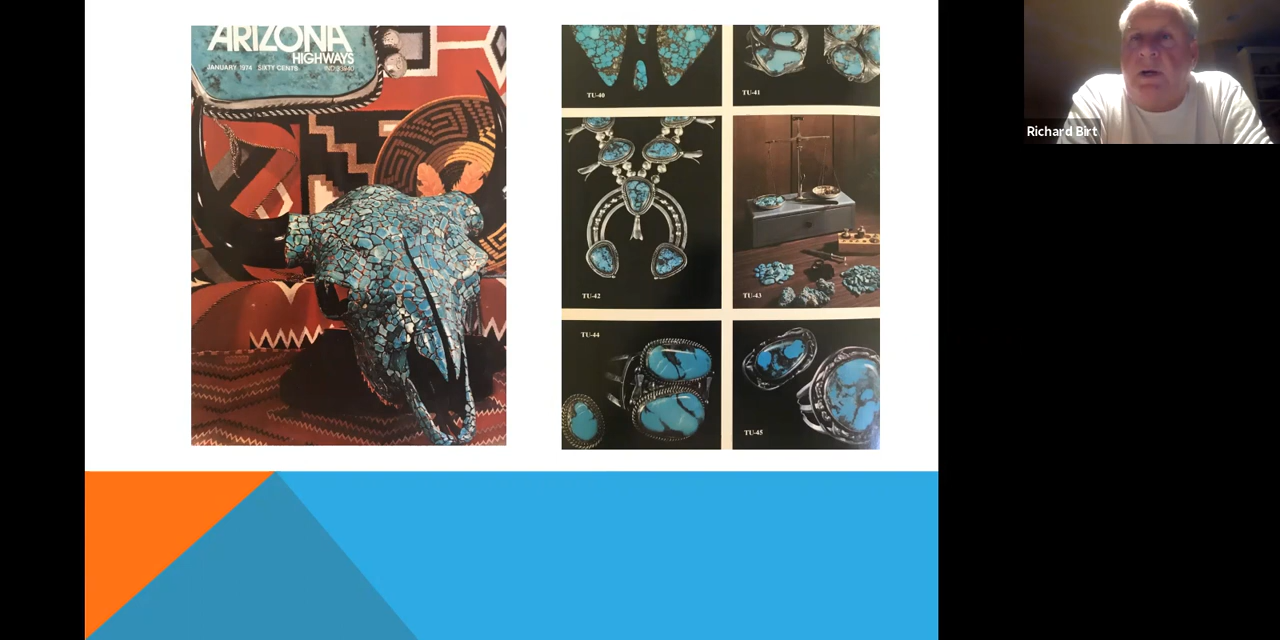 ARIZONA
HIGHWAYS
JANUARY 1974 SIXTY CENTS
TU-40
TU-41
TU-42
TU-43
TU-44
TU-45
Richard Birt